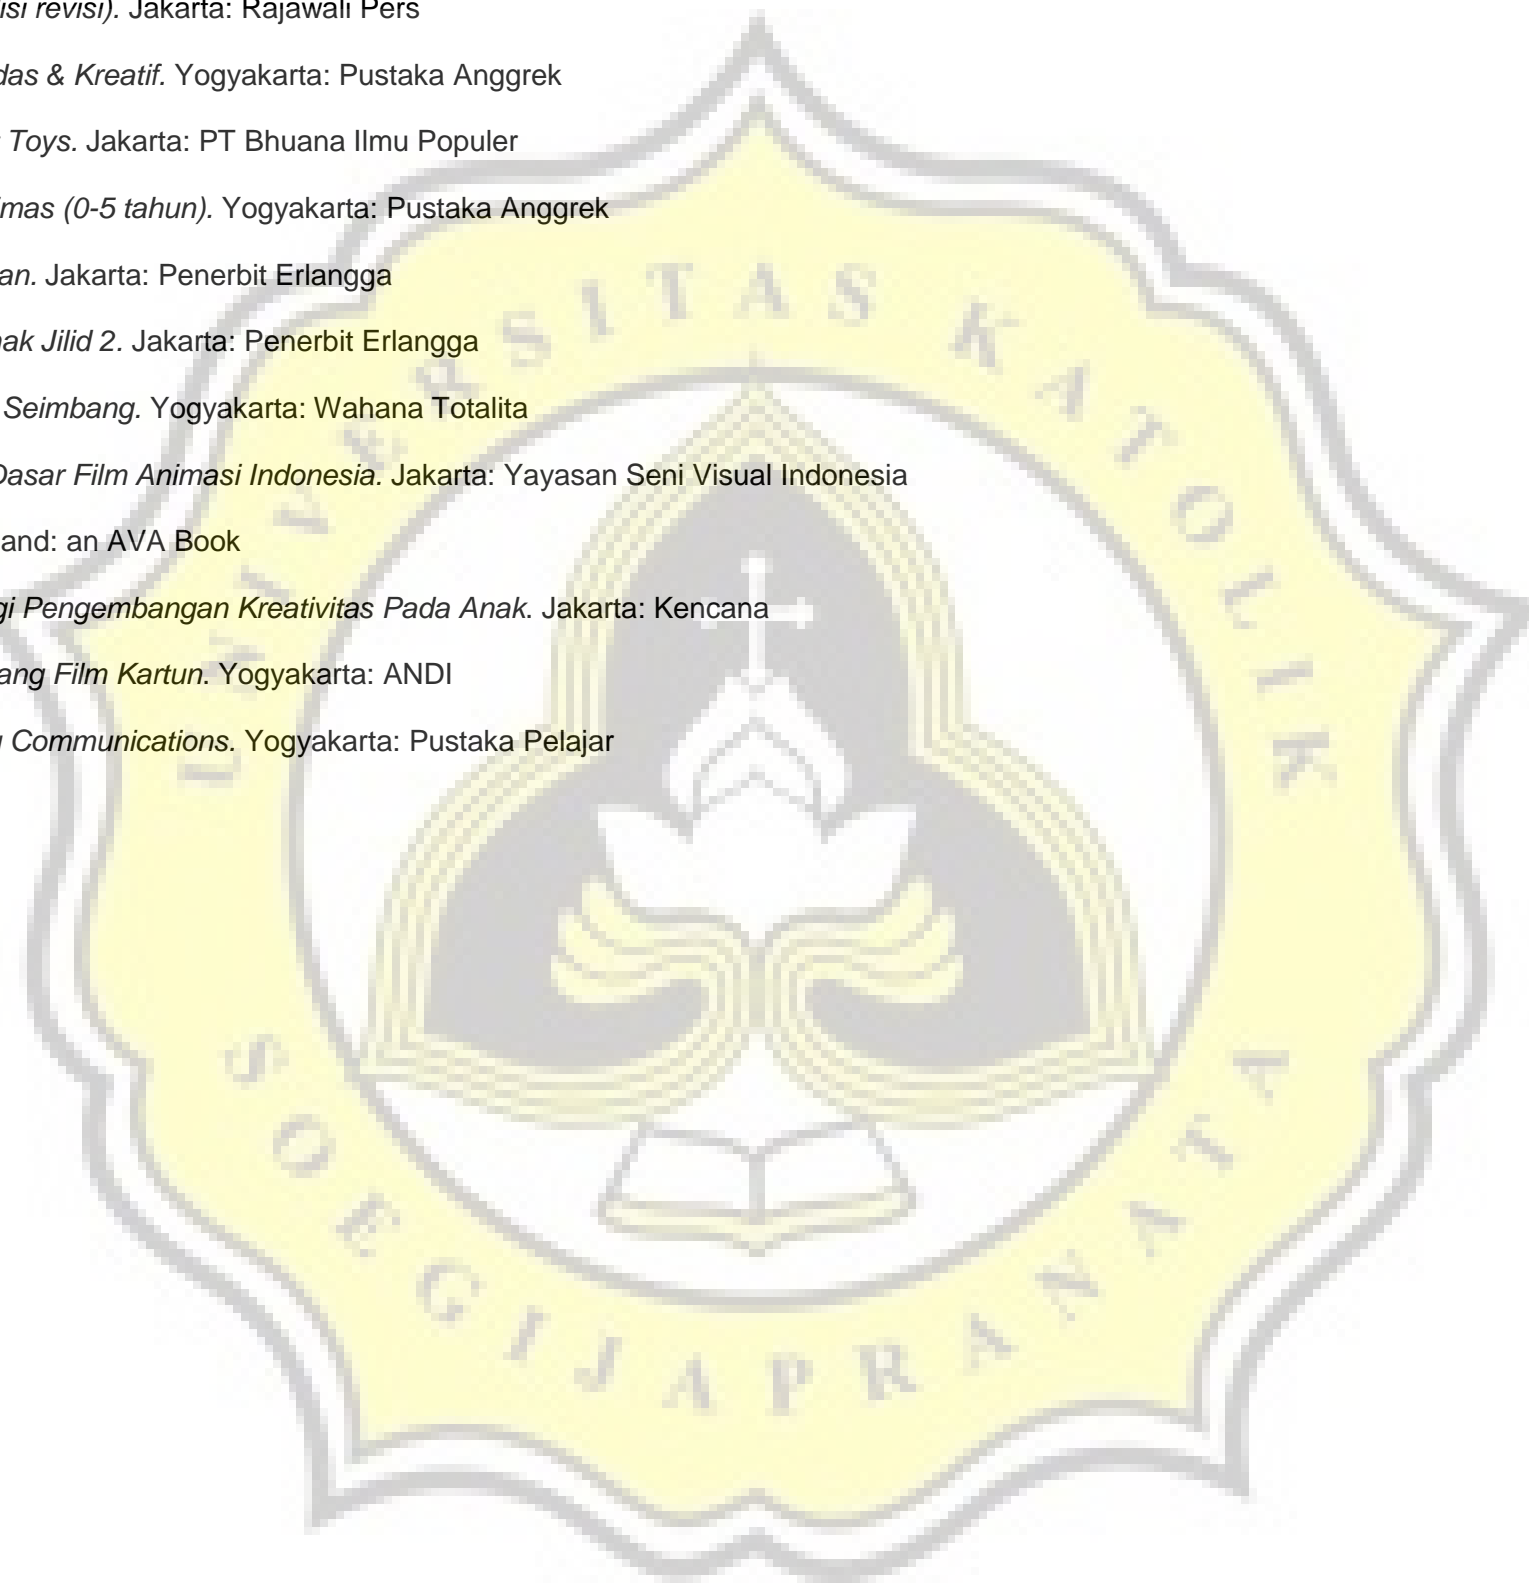 isi revisi). Jakarta: Rajawali Pers
das & Kreatif. Yogyakarta: Pustaka Anggrek
Toys. Jakarta: PT Bhuana Ilmu Populer
mas (0-5 tahun). Yogyakarta: Pustaka Anggrek
an. Jakarta: Penerbit Erlangga
ak Jilid 2. Jakarta: Penerbit Erlangga
Seimbang. Yogyakarta: Wahana Totalita
Dasar Film Animasi Indonesia. Jakarta: Yayasan Seni Visual Indonesia
and: an AVA Book
gi Pengembangan Kreativitas Pada Anak. Jakarta: Kencana
ang Film Kartun. Yogyakarta: ANDI
Communications. Yogyakarta: Pustaka Pelajar
UNIVERSITAS KATOLIK
SOEGIJAPRANATA